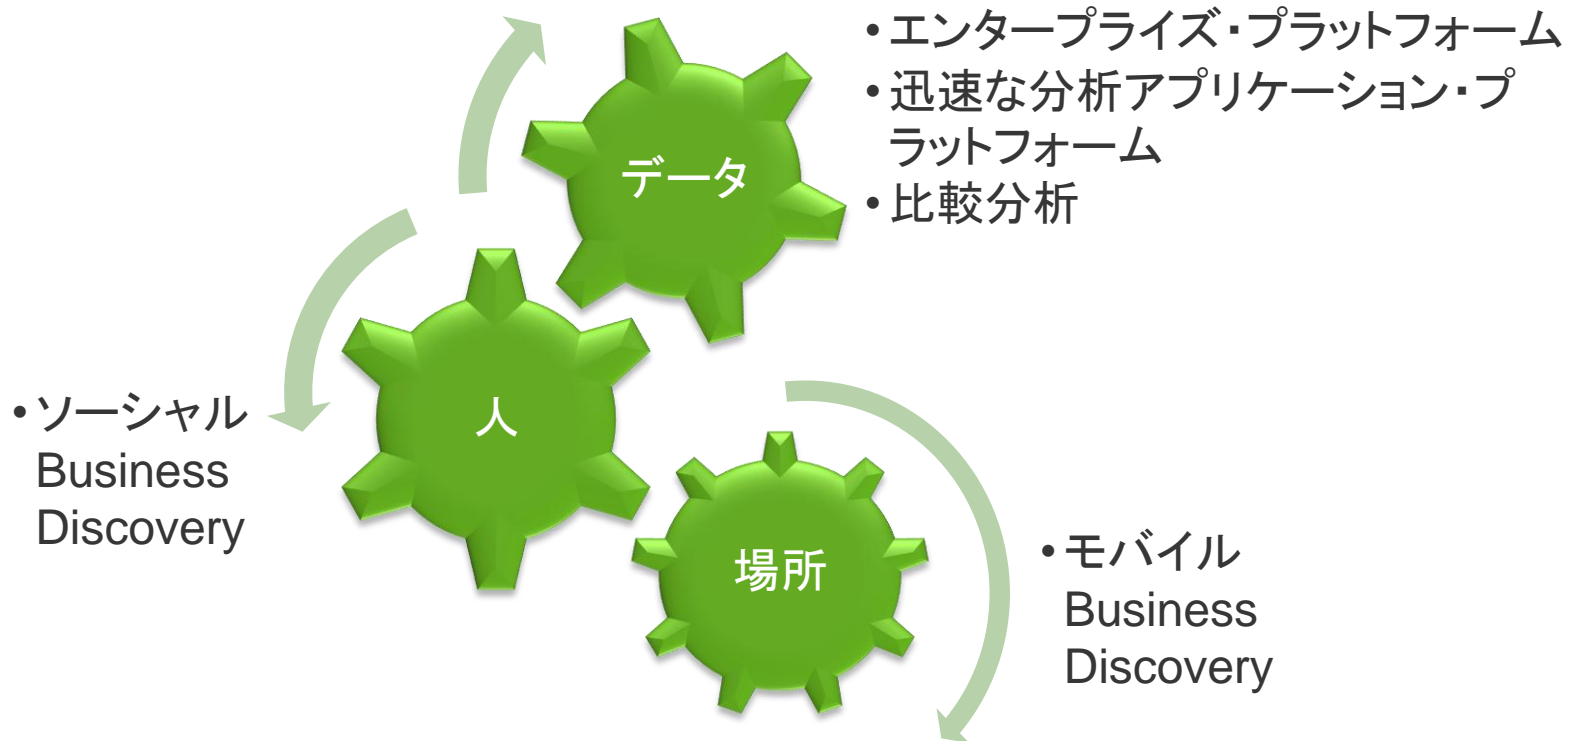 •エンタープライズ・プラットフォーム
•迅速な分析アプリケーション・プ
ラットフォーム
•比較分析
データ
人
•ソーシャル
Business
Discovery
場所
•モバイル
Business
Discovery